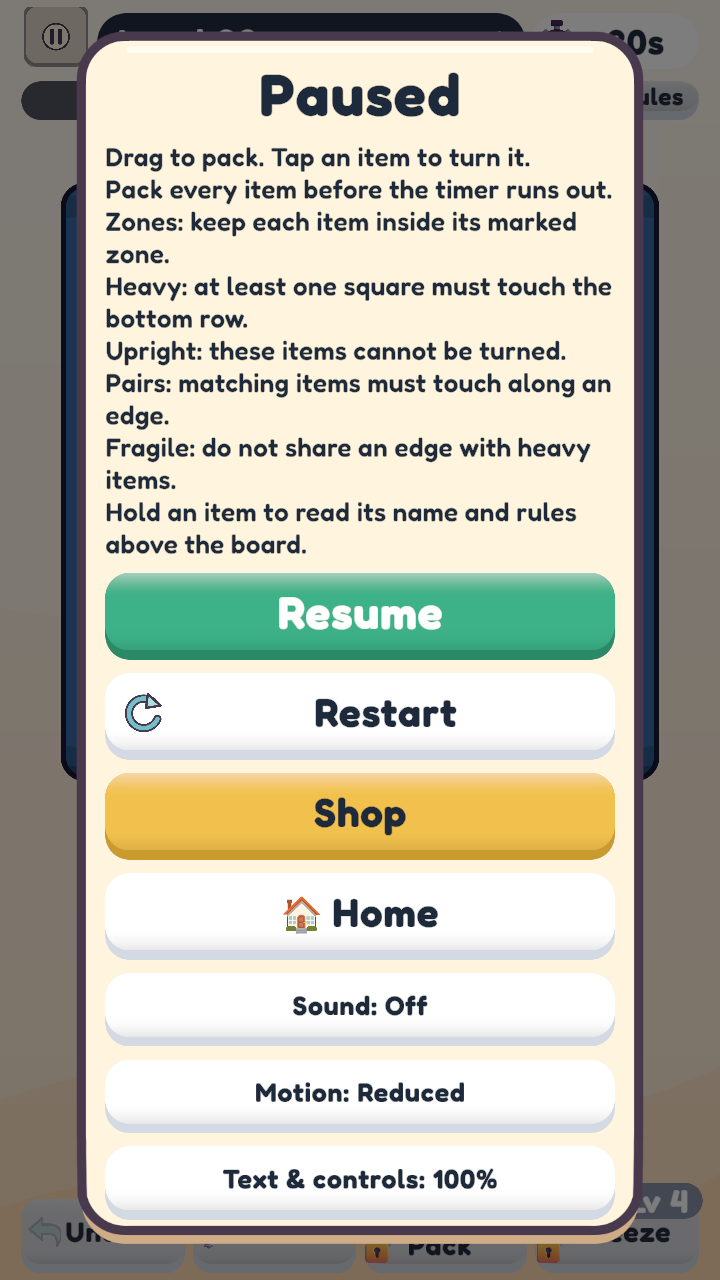 Paused
Drag to pack. Tap an item to turn it.
Pack every item before the timer runs out.
Zones: keep each item inside its marked
zone.
Heavy: at least one square must touch the
bottom row.
Upright: these items cannot be turned.
Pairs: matching items must touch along an
edge.
Fragile: do not share an edge with heavy
items.
Hold an item to read its name and rules
above the board.
Resume
Restart
Shop
Home
Sound: Off
Motion: Reduced
Text & controls: 100%
4
Pack